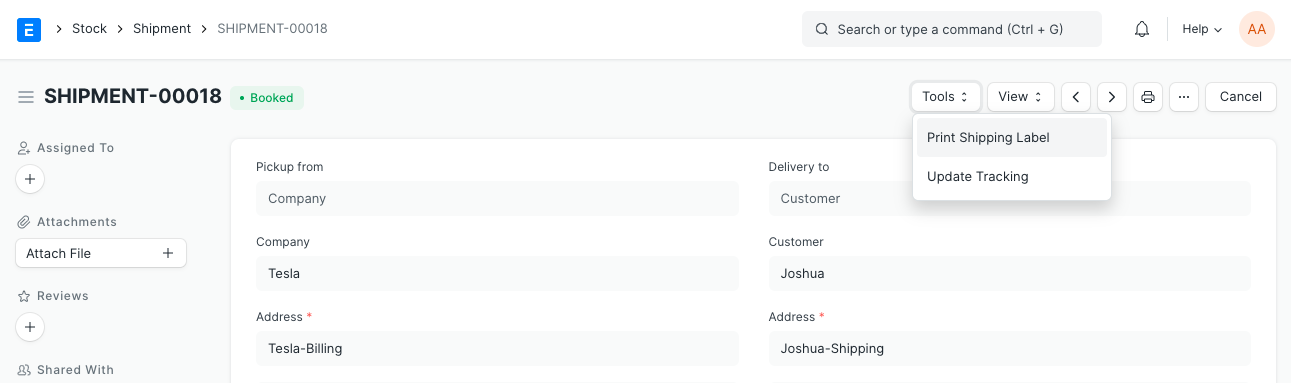 E Stock Shipment SHIPMENT-00018 Search or type a command (Ctrl + G) Help AA
SHIPMENT-00018 • Booked Tools View ... Cancel
Print Shipping Label
Update Tracking
Assigned To
+
Attachments
Attach File +
Reviews
+
Shared With
Pickup from
Company
Company
Tesla
Address *
Tesla-Billing
Delivery to
Customer
Customer
Joshua
Address *
Joshua-Shipping